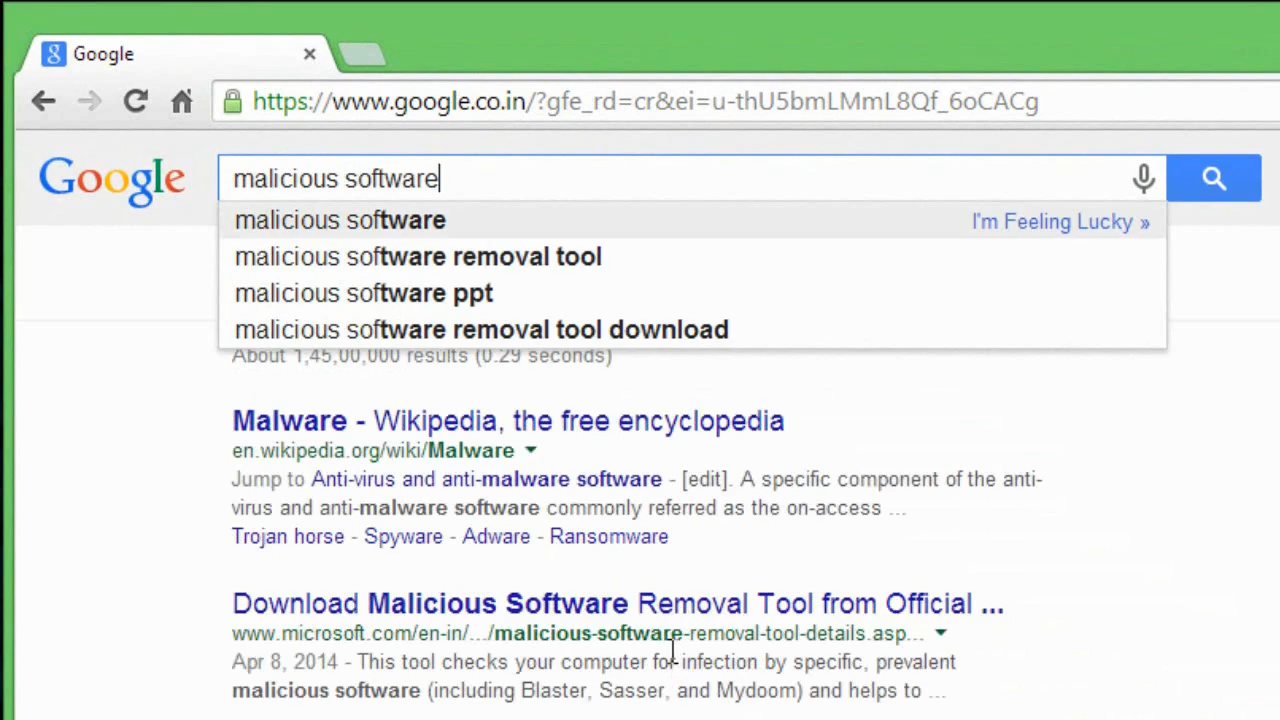 Google
https://www.google.co.in/?gfe_rd=cr&ei=u-thU5bmLMmL8Qf_6oCACg
Google malicious software
malicious software I'm Feeling Lucky »
malicious software removal tool
malicious software ppt
malicious software removal tool download
About 1,45,00,000 results (0.29 seconds)
Malware - Wikipedia, the free encyclopedia
en.wikipedia.org/wiki/Malware
Jump to Anti-virus and anti-malware software - [edit]. A specific component of the anti-
virus and anti-malware software commonly referred as the on-access ...
Trojan horse - Spyware - Adware - Ransomware
Download Malicious Software Removal Tool from Official ...
www.microsoft.com/en-in/.../malicious-software-removal-tool-details.asp...
Apr 8, 2014 - This tool checks your computer for infection by specific, prevalent
malicious software (including Blaster, Sasser, and Mydoom) and helps to ...